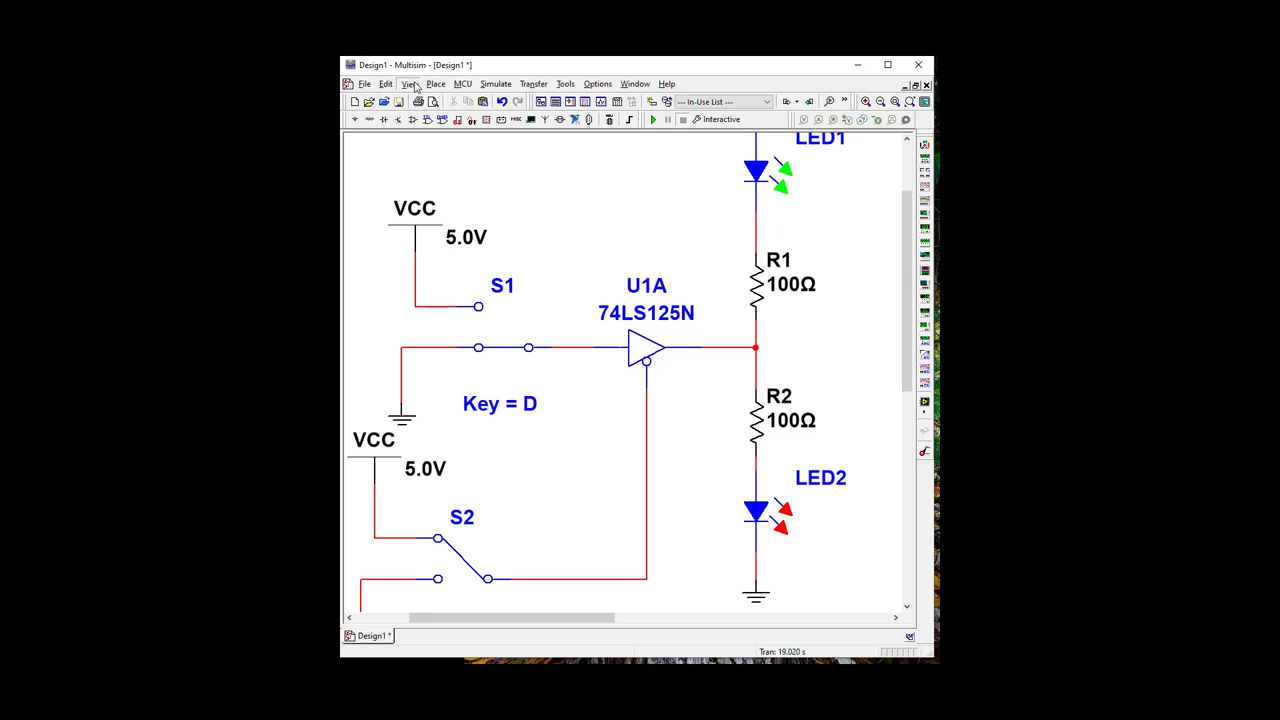 Design1 - Multisim - [Design1 *]
File Edit View Place MCU Simulate Transfer Tools Options Window Help
--- In-Use List ---
MISC
Interactive
LED1
VCC
5.0V
R1
100Ω
S1
U1A
74LS125N
Key = D
R2
100Ω
VCC
5.0V
LED2
S2
Design1 *
Tran: 19.020 s